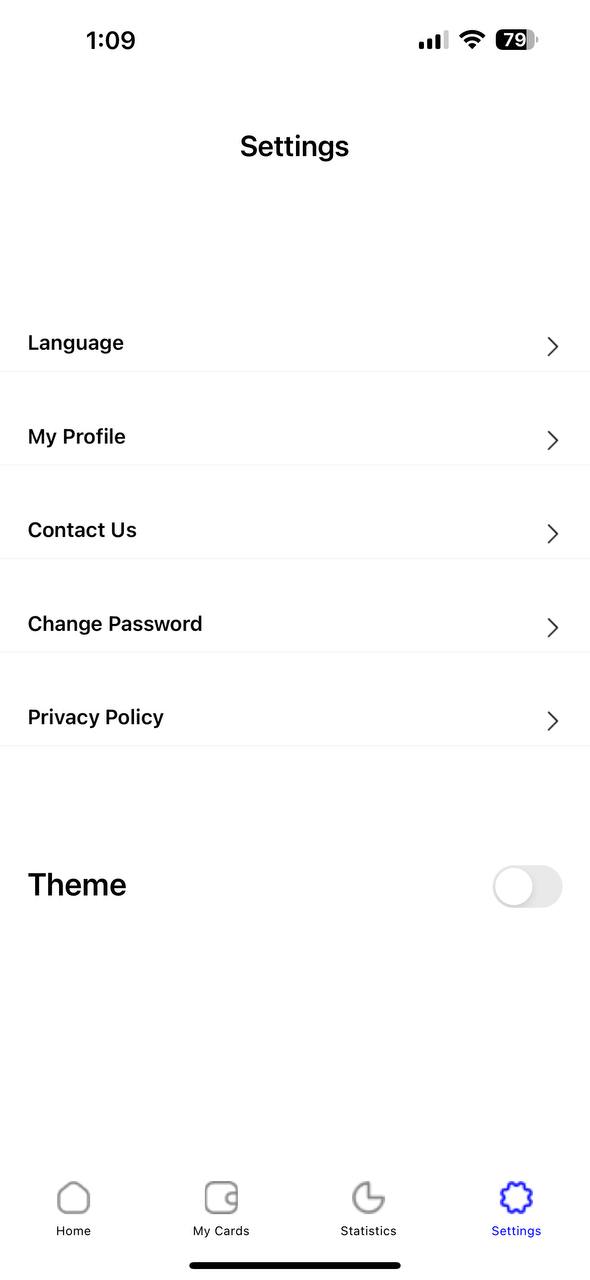 1:09
79
Settings
Language
My Profile
Contact Us
Change Password
Privacy Policy
Theme
Home
My Cards
Statistics
Settings